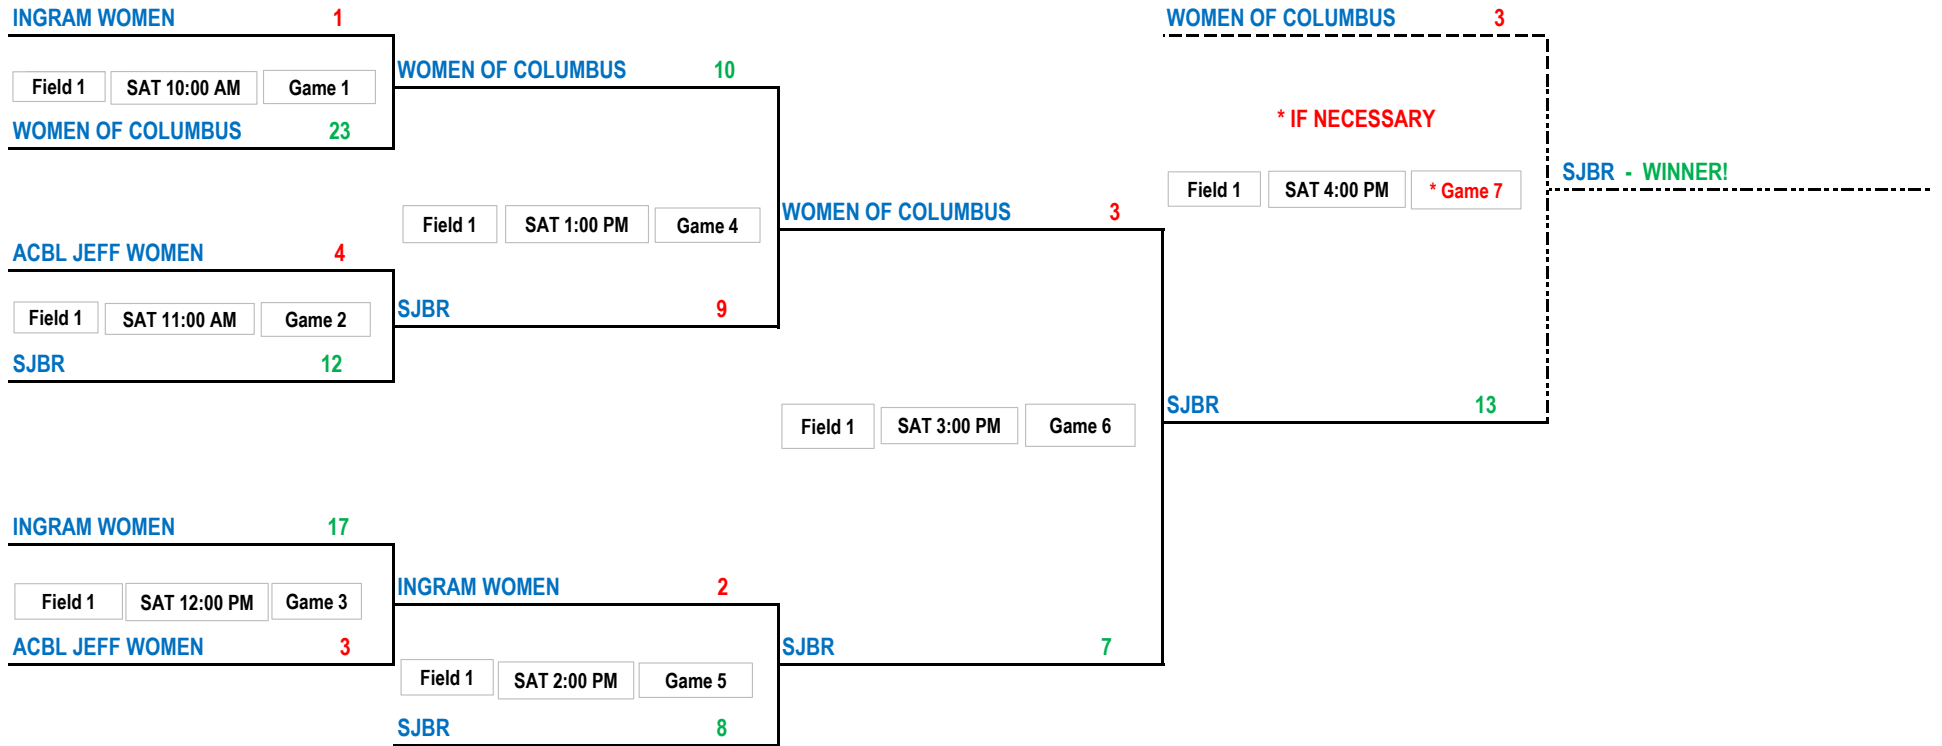 INGRAM WOMEN 1
Field 1 SAT 10:00 AM Game 1
WOMEN OF COLUMBUS 23
ACBL JEFF WOMEN 4
Field 1 SAT 11:00 AM Game 2
SJBR 12
INGRAM WOMEN 17
Field 1 SAT 12:00 PM Game 3
ACBL JEFF WOMEN 3
WOMEN OF COLUMBUS 10
Field 1 SAT 1:00 PM Game 4
SJBR 9
INGRAM WOMEN 2
Field 1 SAT 2:00 PM Game 5
SJBR 8
WOMEN OF COLUMBUS 3
Field 1 SAT 3:00 PM Game 6
SJBR 7
WOMEN OF COLUMBUS 3
* IF NECESSARY
Field 1 SAT 4:00 PM * Game 7
SJBR 13
SJBR - WINNER!